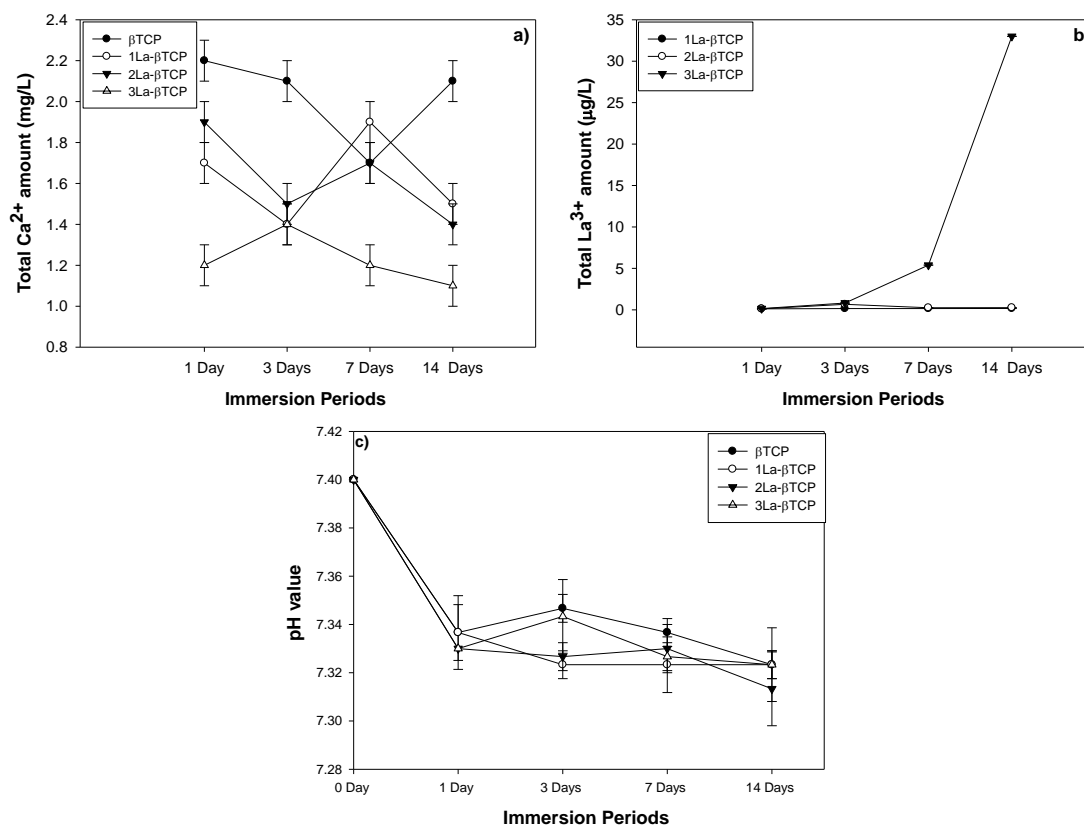 a)
βTCP
1La-βTCP
2La-βTCP
3La-βTCP
Total Ca2+ amount (mg/L)
2.4
2.2
2.0
1.8
1.6
1.4
1.2
1.0
0.8
1 Day
3 Days
7 Days
14 Days
Immersion Periods
b
1La-βTCP
2La-βTCP
3La-βTCP
Total La3+ amount (µg/L)
35
30
25
20
15
10
5
0
1 Day
3 Days
7 Days
14 Days
Immersion Periods
c)
βTCP
1La-βTCP
2La-βTCP
3La-βTCP
pH value
7.42
7.40
7.38
7.36
7.34
7.32
7.30
7.28
0 Day
1 Day
3 Days
7 Days
14 Days
Immersion Periods